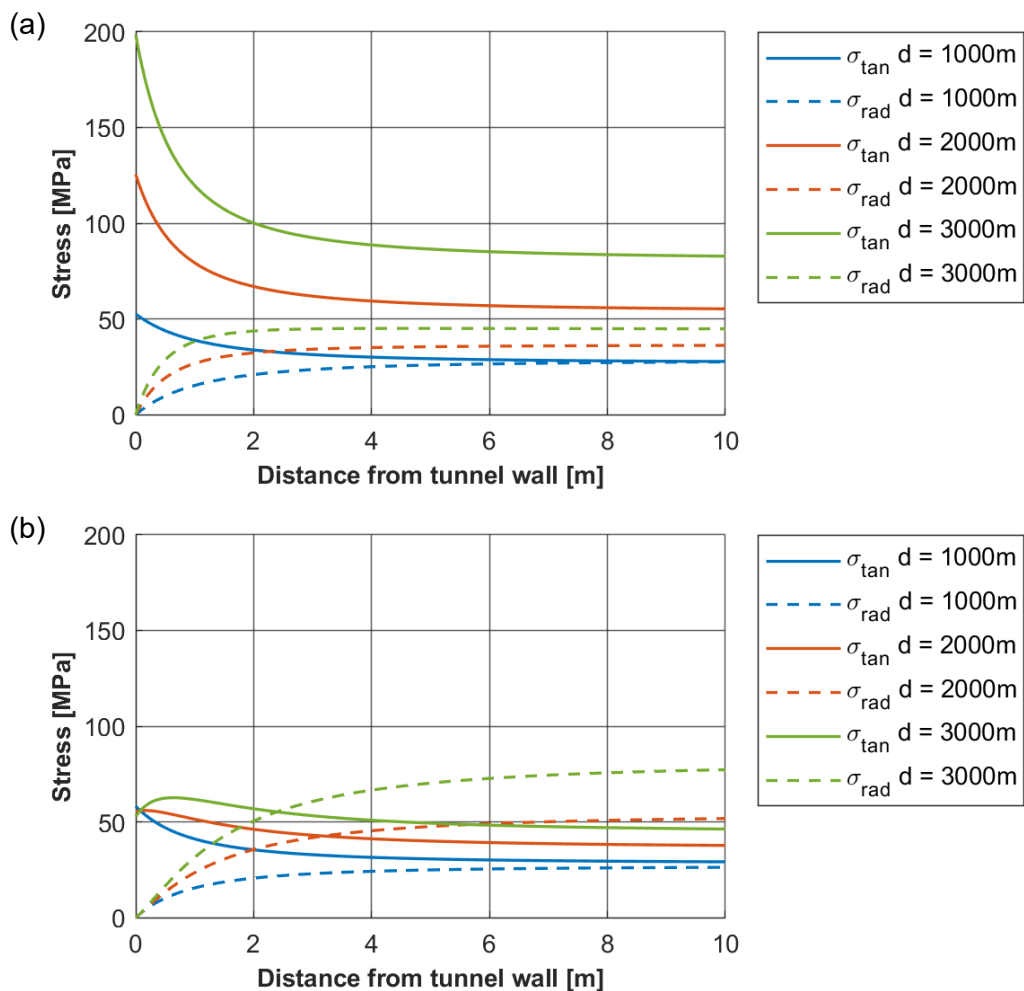 (a)
200
150
100
50
0
0 2 4 6 8 10
Stress [MPa]
Distance from tunnel wall [m]
σtan d = 1000m
σrad d = 1000m
σtan d = 2000m
σrad d = 2000m
σtan d = 3000m
σrad d = 3000m
(b)
200
150
100
50
0
0 2 4 6 8 10
Stress [MPa]
Distance from tunnel wall [m]
σtan d = 1000m
σrad d = 1000m
σtan d = 2000m
σrad d = 2000m
σtan d = 3000m
σrad d = 3000m